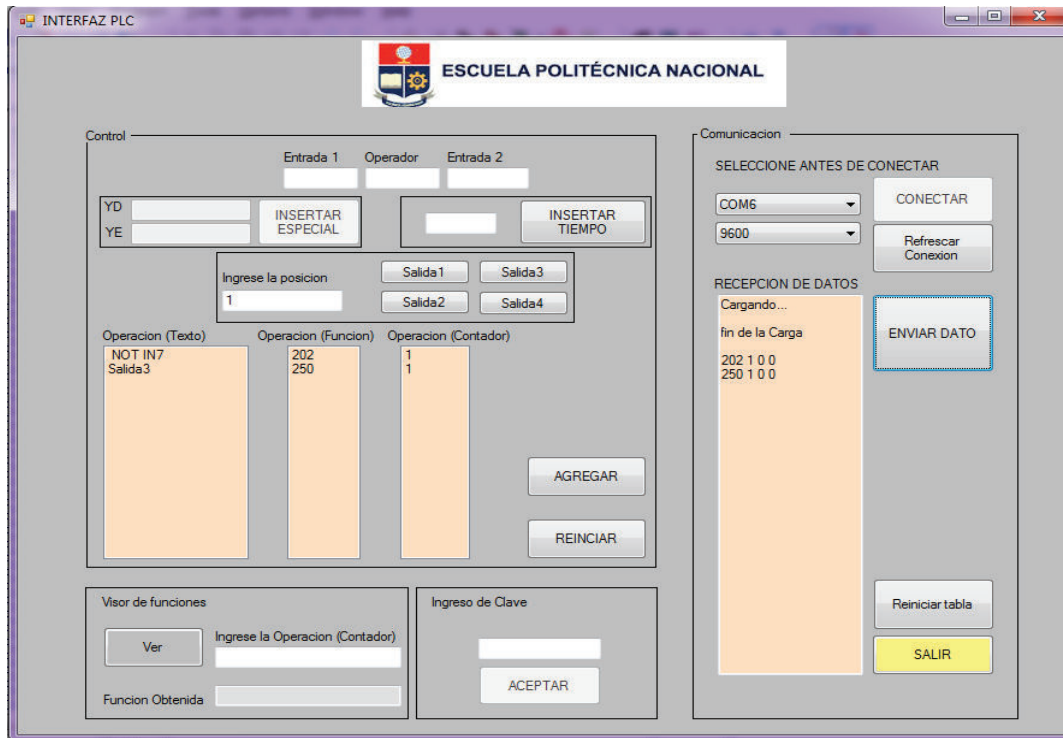 INTERFAZ PLC
ESCUELA POLITÉCNICA NACIONAL
Control
Entrada 1 Operador Entrada 2
YD
YE
INSERTAR
ESPECIAL
INSERTAR
TIEMPO
Ingrese la posicion
1
Salida1 Salida3
Salida2 Salida4
Operacion (Texto) Operacion (Funcion) Operacion (Contador)
NOT IN7 202 1
Salida3 250 1
AGREGAR
REINCIAR
Visor de funciones
Ver
Ingrese la Operacion (Contador)
Funcion Obtenida
Ingreso de Clave
ACEPTAR
Comunicacion
SELECCIONE ANTES DE CONECTAR
COM6
9600
CONECTAR
Refrescar
Conexion
RECEPCION DE DATOS
Cargando...
fin de la Carga
202 1 0 0
250 1 0 0
ENVIAR DATO
Reiniciar tabla
SALIR